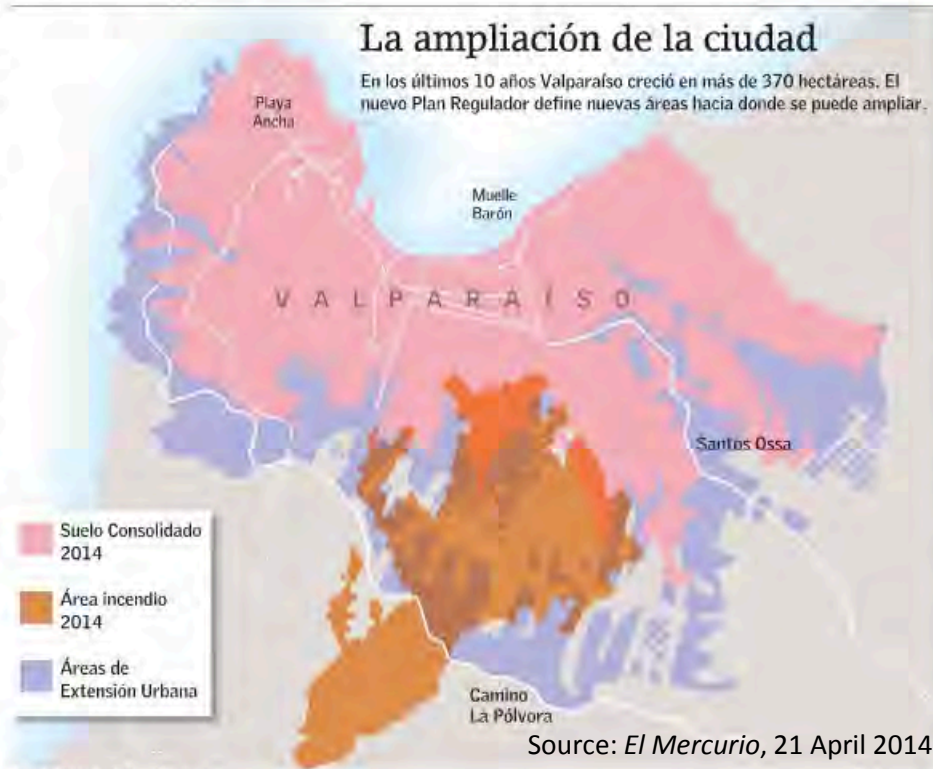 La ampliación de la ciudad
En los últimos 10 años Valparaíso creció en más de 370 hectáreas. El
nuevo Plan Regulador define nuevas áreas hacia donde se puede ampliar.
Playa
Ancha
Muelle
Barón
VALPARAÍSO
Santos Ossa
Suelo Consolidado
2014
Área incendio
2014
Áreas de
Extensión Urbana
Camino
La Pólvora
Source: El Mercurio, 21 April 2014